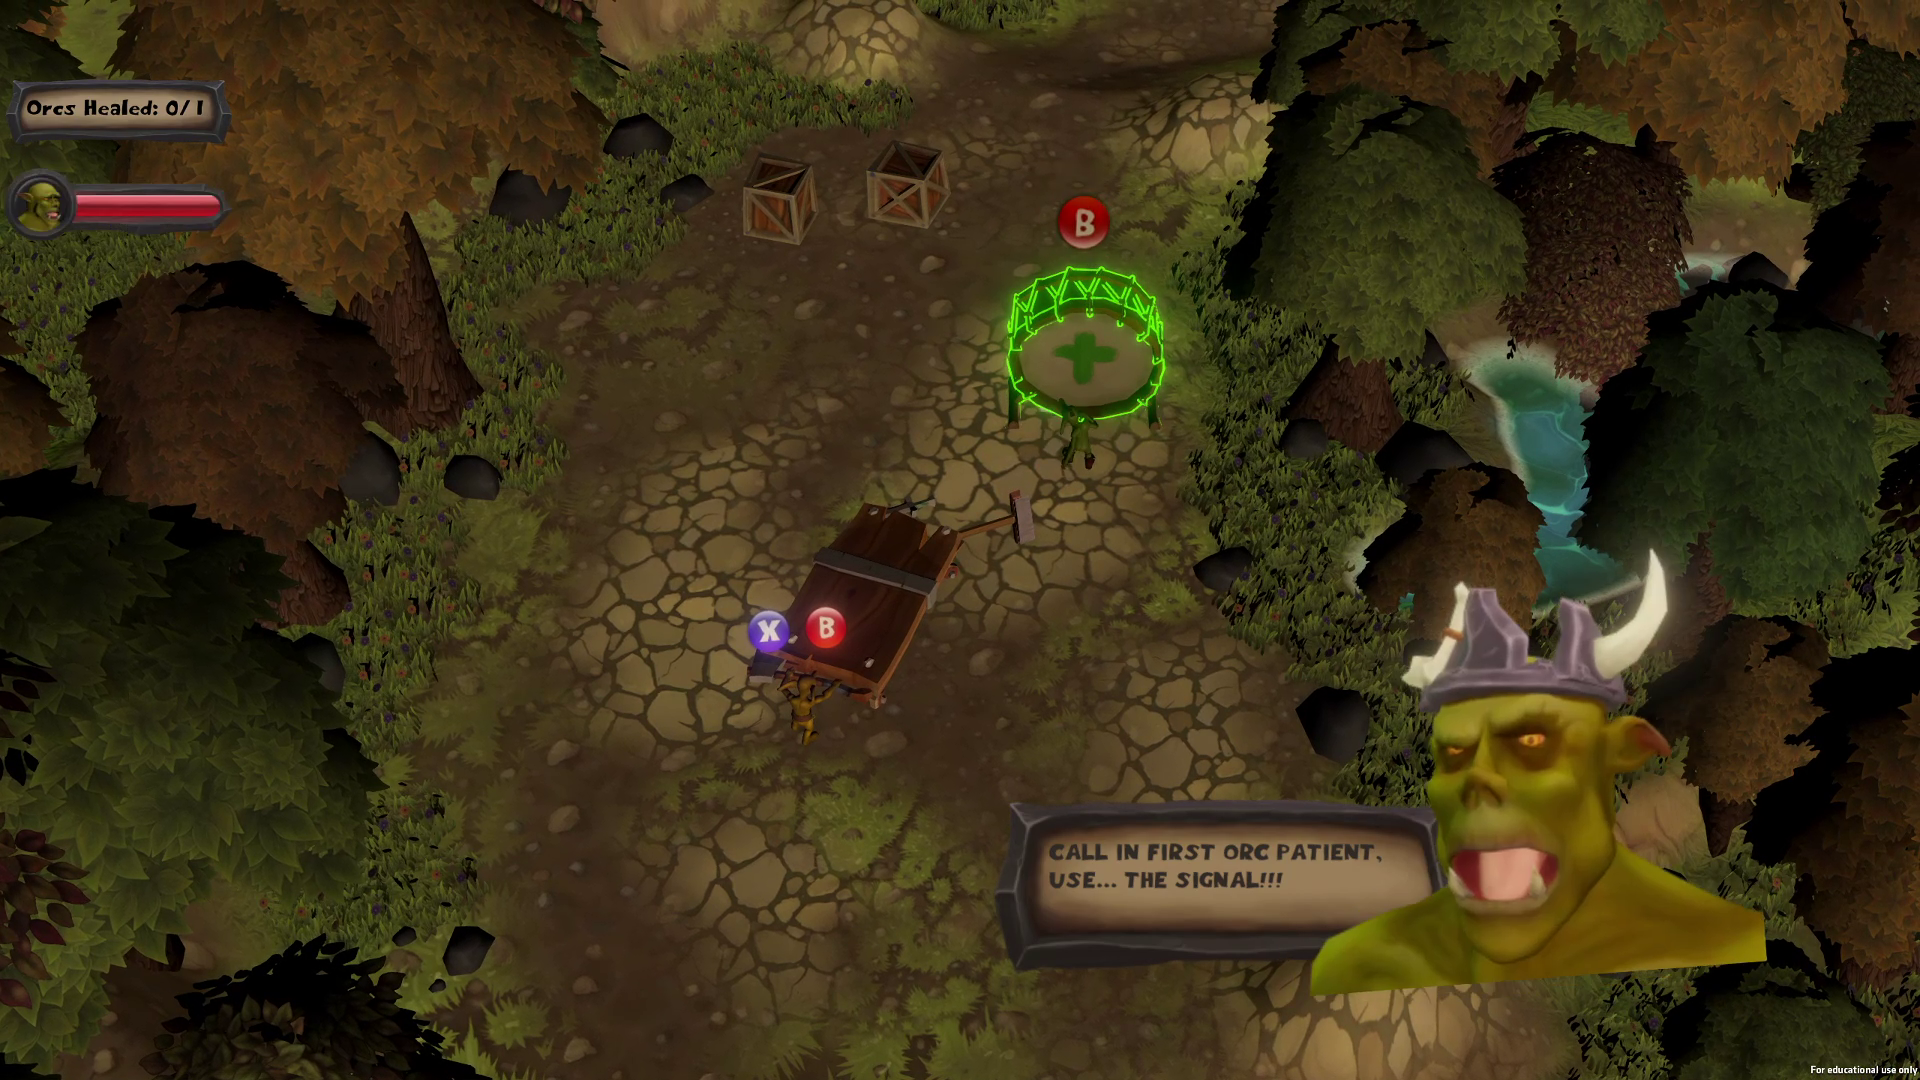 Orcs Healed: 0/1
B
X B
CALL IN FIRST ORC PATIENT,
USE... THE SIGNAL!!!
For educational use only